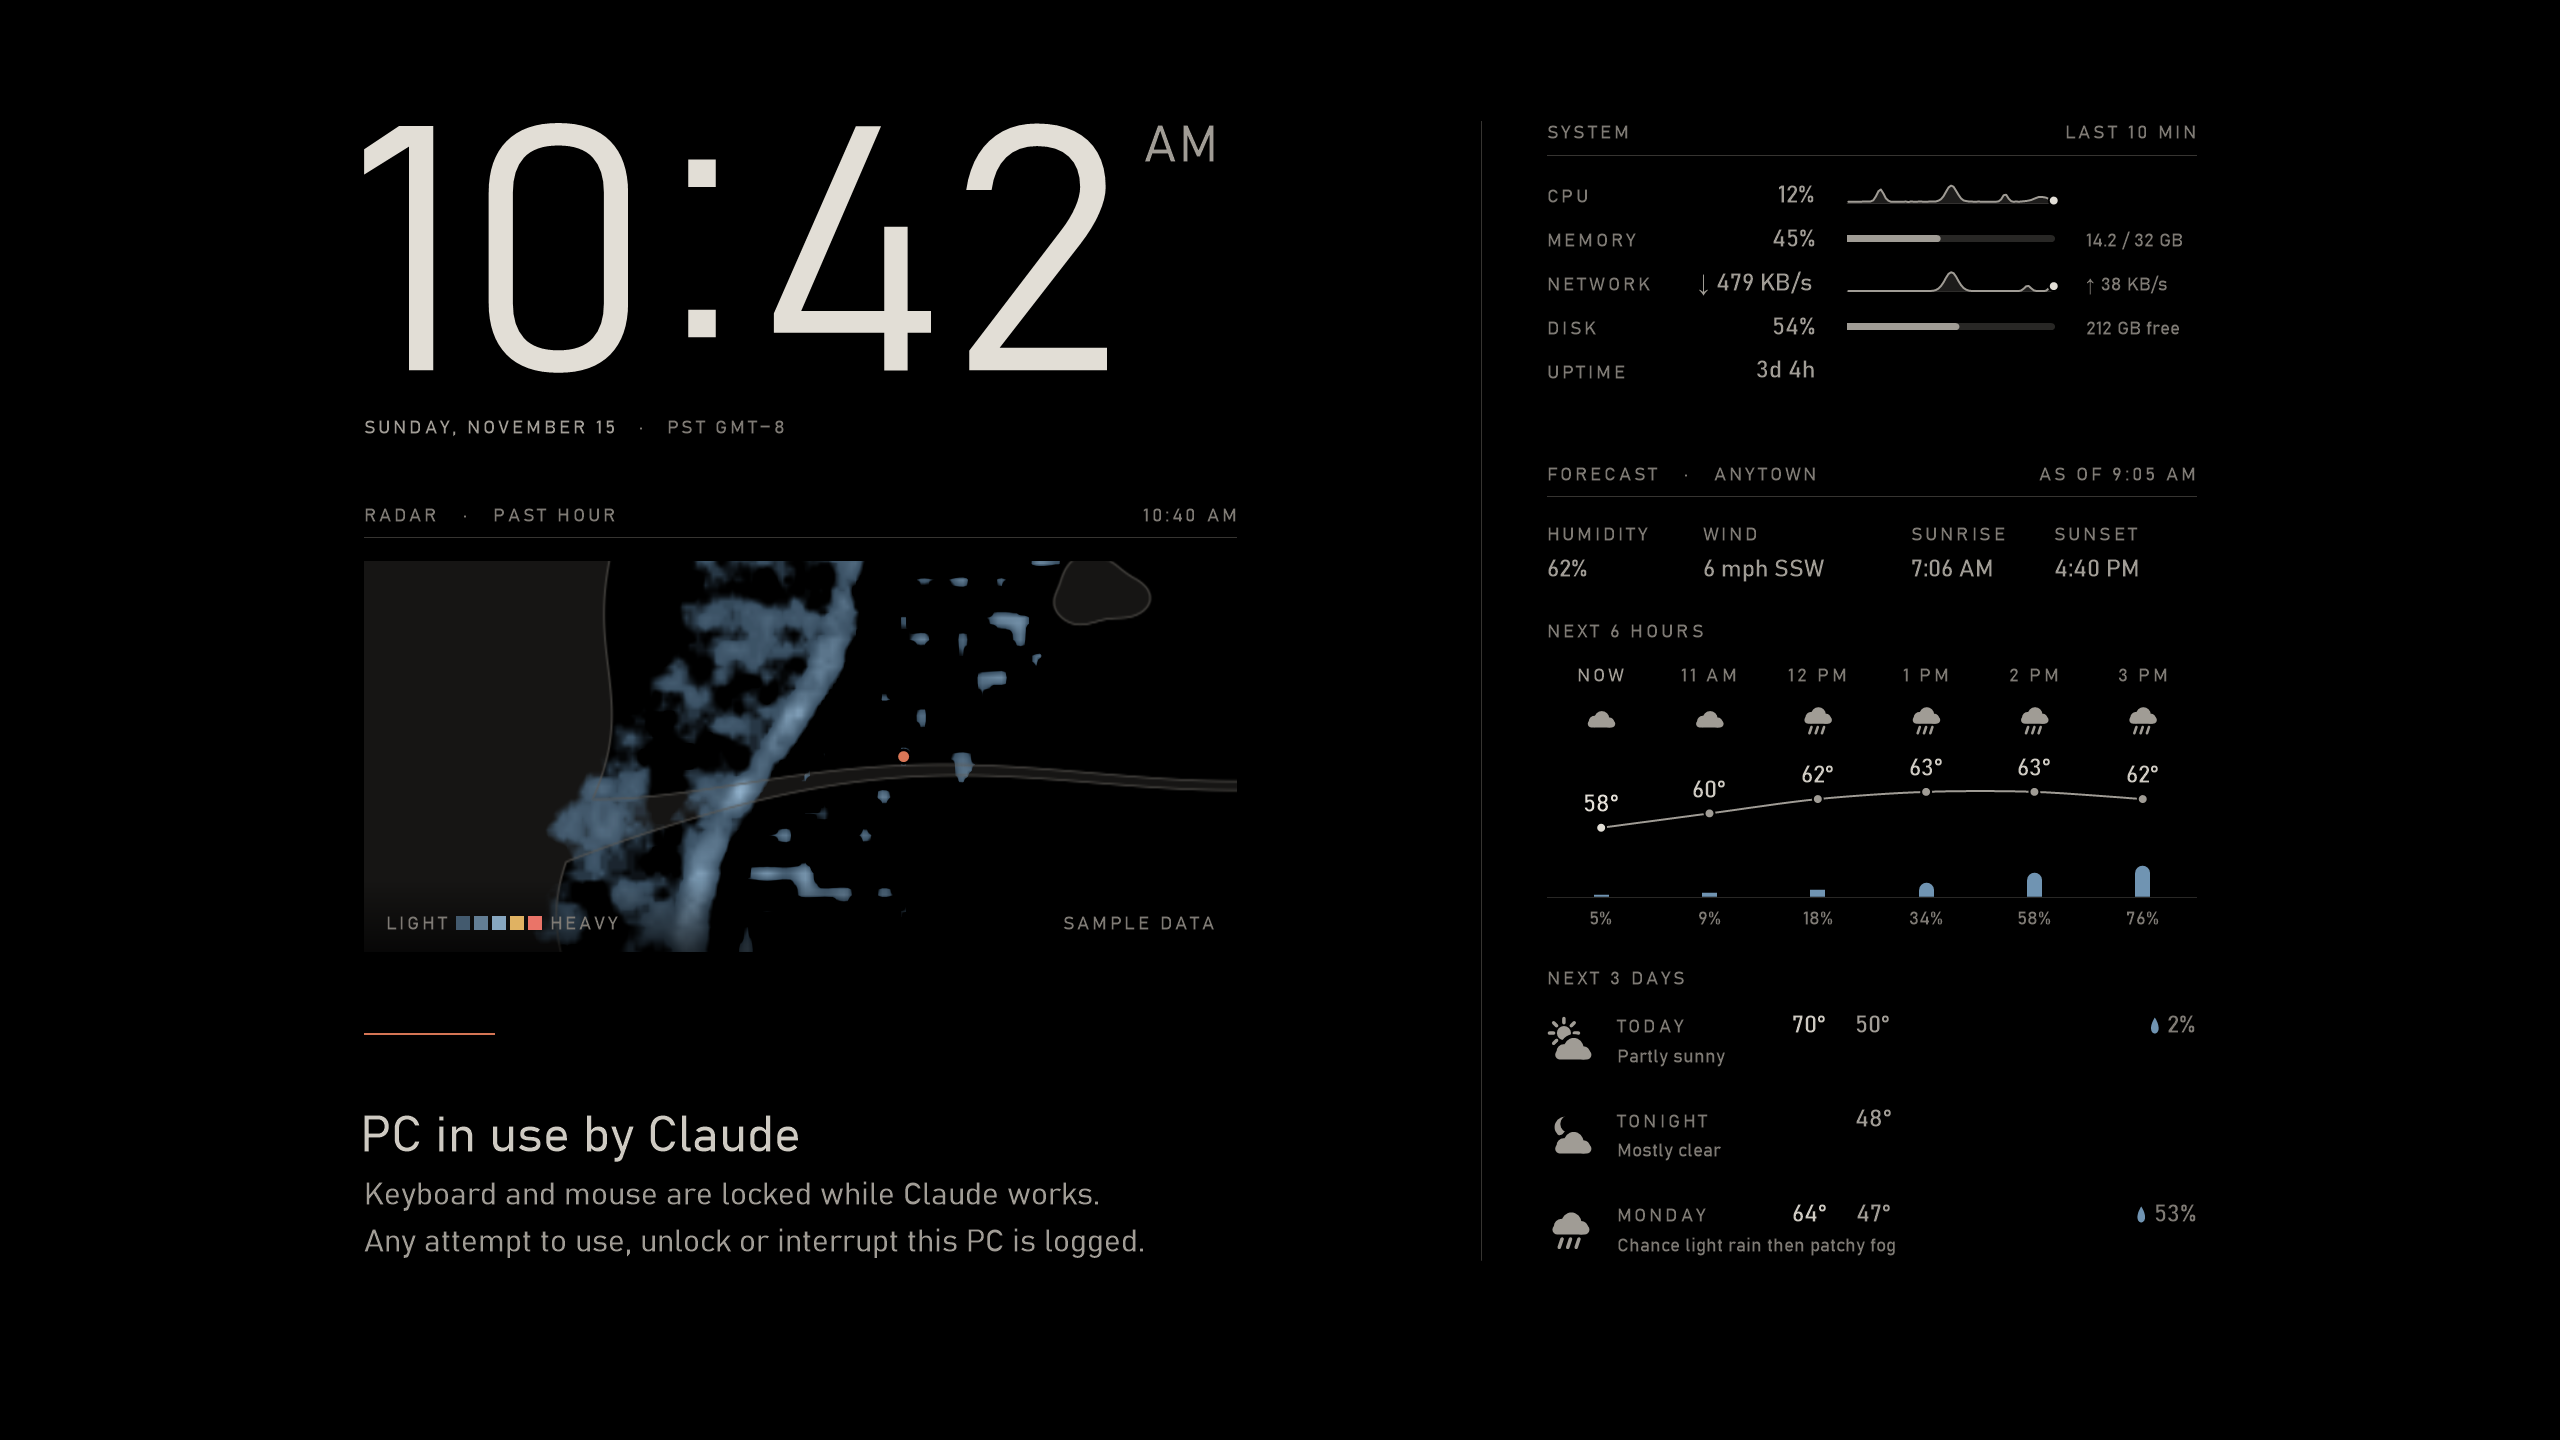 10:42 AM
SUNDAY, NOVEMBER 15 · PST GMT–8
RADAR · PAST HOUR 10:40 AM
LIGHT HEAVY SAMPLE DATA
PC in use by Claude
Keyboard and mouse are locked while Claude works.
Any attempt to use, unlock or interrupt this PC is logged.
SYSTEM LAST 10 MIN
CPU 12%
MEMORY 45% 14.2 / 32 GB
NETWORK ↓ 479 KB/s ↑ 38 KB/s
DISK 54% 212 GB free
UPTIME 3d 4h
FORECAST · ANYTOWN AS OF 9:05 AM
HUMIDITY WIND SUNRISE SUNSET
62% 6 mph SSW 7:06 AM 4:40 PM
NEXT 6 HOURS
NOW 11 AM 12 PM 1 PM 2 PM 3 PM
58° 60° 62° 63° 63° 62°
5% 9% 18% 34% 58% 76%
NEXT 3 DAYS
TODAY 70° 50° 2%
Partly sunny
TONIGHT 48°
Mostly clear
MONDAY 64° 47° 53%
Chance light rain then patchy fog